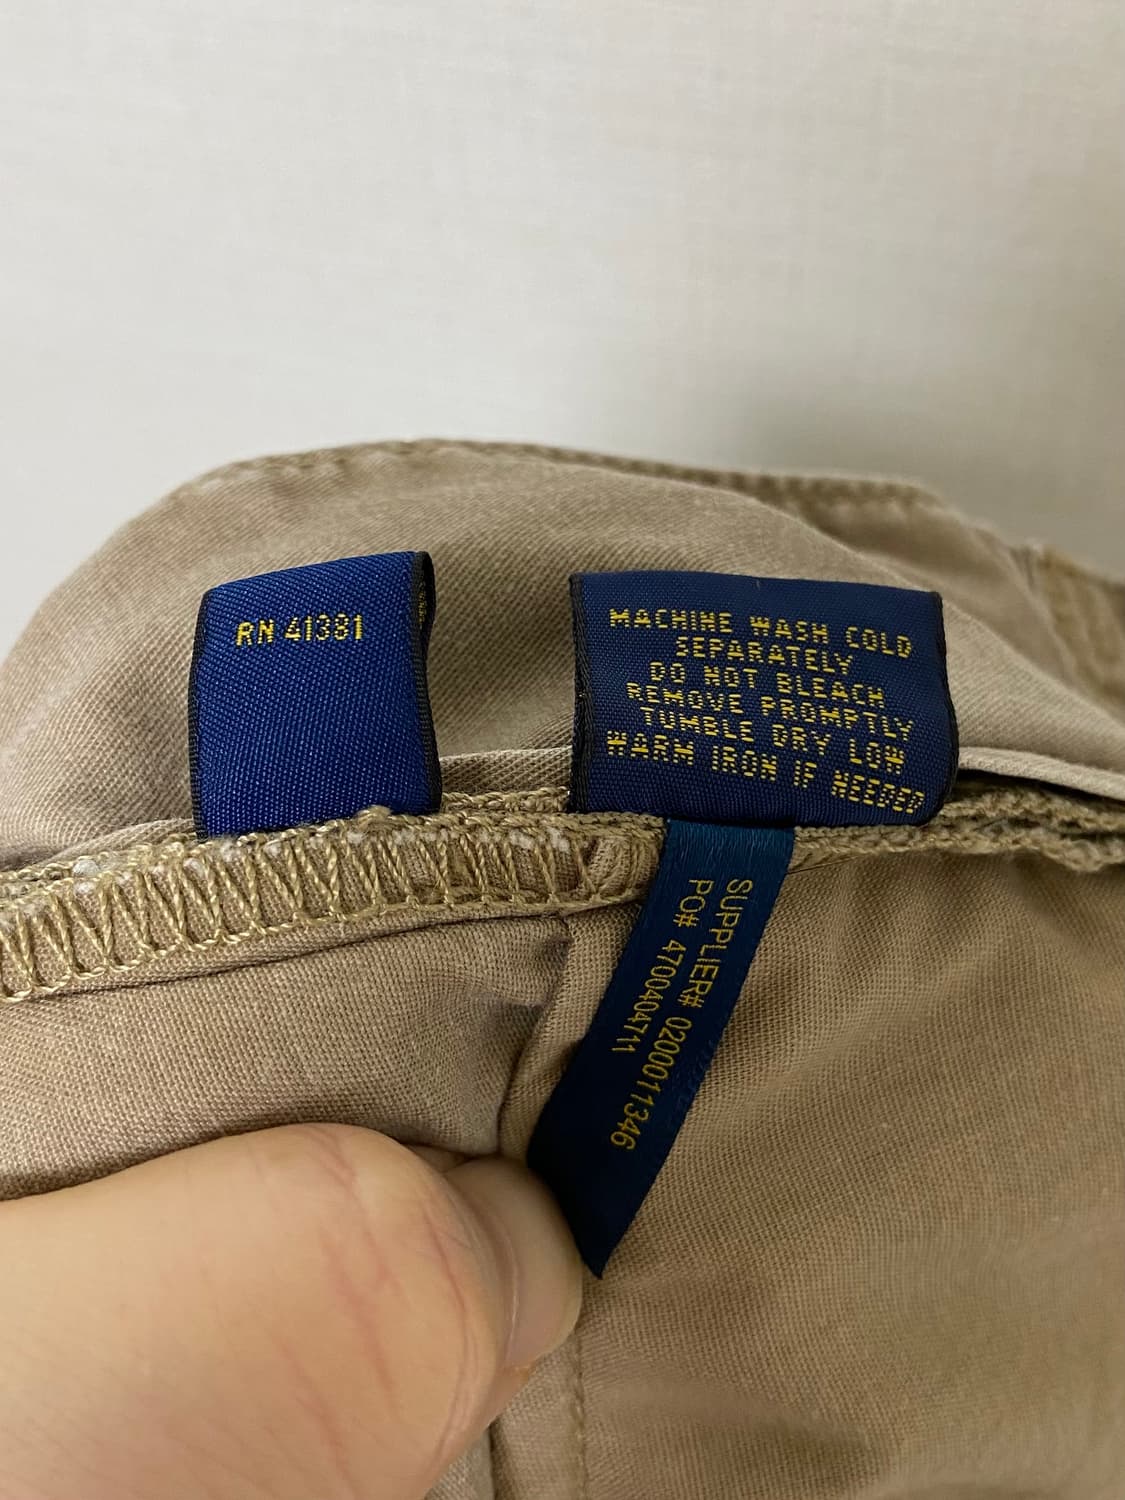 RN 41381
MACHINE WASH COLD
SEPARATELY
DO NOT BLEACH
REMOVE PROMPTLY
TUMBLE DRY LOW
WARM IRON IF NEEDED
SUPPLIER# 0200011346
PO# 4700404711